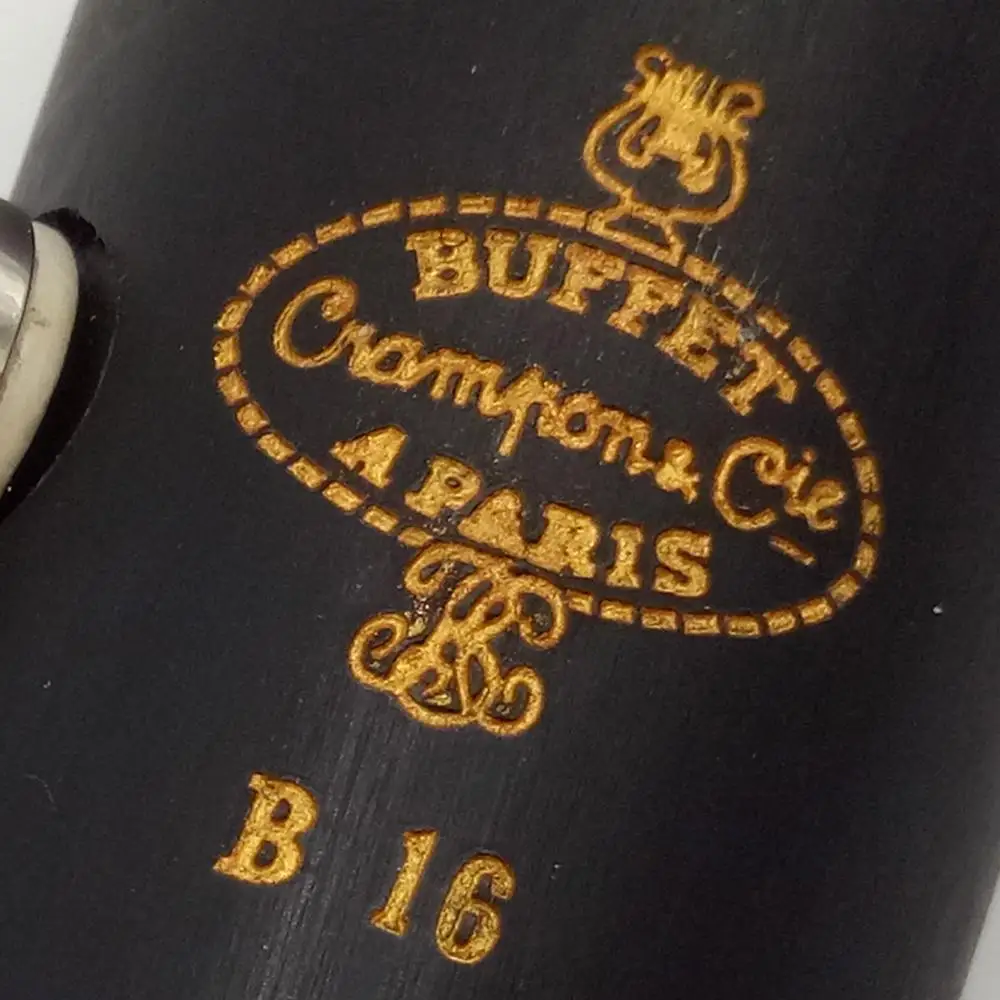 BUFFET
Crampon & Cie
A PARIS
B 16